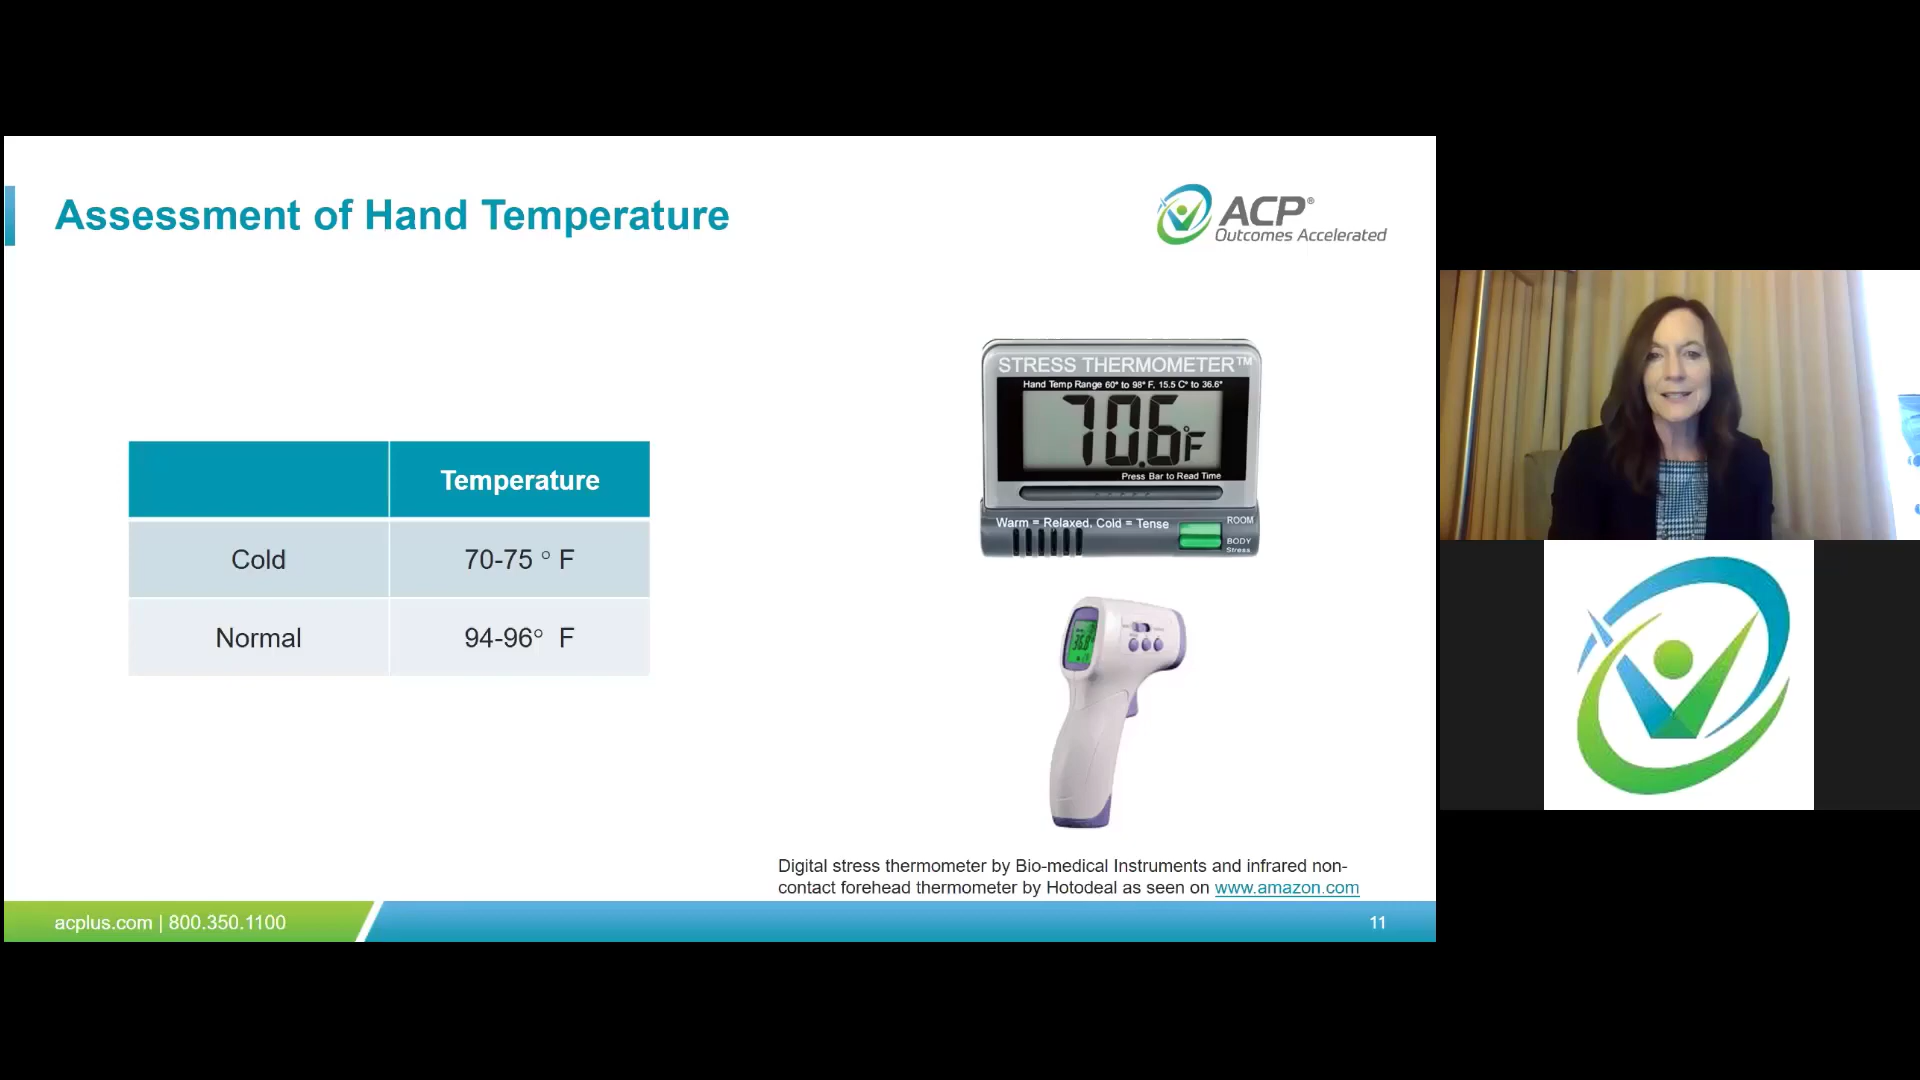 Assessment of Hand Temperature
ACP®
Outcomes Accelerated
Temperature
Cold 70-75 ° F
Normal 94-96° F
STRESS THERMOMETER™
Hand Temp Range 60° to 98° F, 15.5 C° to 36.6°
70.6°F
Press Bar to Read Time
Warm = Relaxed, Cold = Tense
ROOM
BODY
Stress
36.8
Digital stress thermometer by Bio-medical Instruments and infrared non-
contact forehead thermometer by Hotodeal as seen on www.amazon.com
acplus.com | 800.350.1100
11